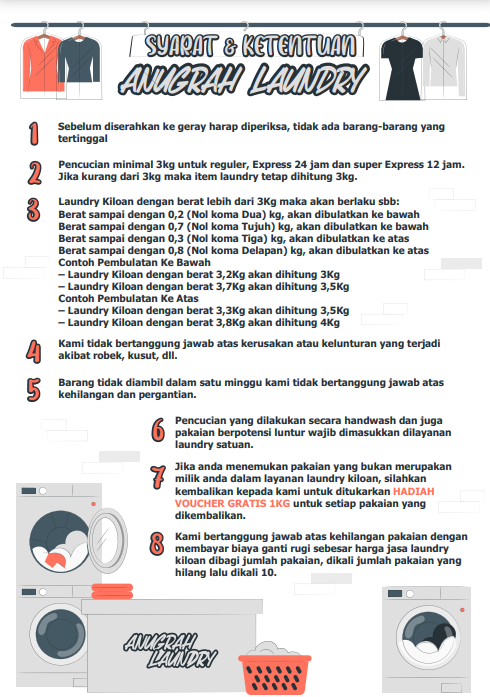 SYARAT & KETENTUAN
ANUGRAH LAUNDRY
1
Sebelum diserahkan ke geray harap diperiksa, tidak ada barang-barang yang
tertinggal
2
Pencucian minimal 3kg untuk reguler, Express 24 jam dan super Express 12 jam.
Jika kurang dari 3kg maka item laundry tetap dihitung 3kg.
3
Laundry Kiloan dengan berat lebih dari 3Kg maka akan berlaku sbb:
Berat sampai dengan 0,2 (Nol koma Dua) kg, akan dibulatkan ke bawah
Berat sampai dengan 0,7 (Nol koma Tujuh) kg, akan dibulatkan ke bawah
Berat sampai dengan 0,3 (Nol koma Tiga) kg, akan dibulatkan ke atas
Berat sampai dengan 0,8 (Nol koma Delapan) kg, akan dibulatkan ke atas
Contoh Pembulatan Ke Bawah
– Laundry Kiloan dengan berat 3,2Kg akan dihitung 3Kg
– Laundry Kiloan dengan berat 3,7Kg akan dihitung 3,5Kg
Contoh Pembulatan Ke Atas
– Laundry Kiloan dengan berat 3,3Kg akan dihitung 3,5Kg
– Laundry Kiloan dengan berat 3,8Kg akan dihitung 4Kg
4
Kami tidak bertanggung jawab atas kerusakan atau kelunturan yang terjadi
akibat robek, kusut, dll.
5
Barang tidak diambil dalam satu minggu kami tidak bertanggung jawab atas
kehilangan dan pergantian.
6
Pencucian yang dilakukan secara handwash dan juga
pakaian berpotensi luntur wajib dimasukkan dilayanan
laundry satuan.
7
Jika anda menemukan pakaian yang bukan merupakan
milik anda dalam layanan laundry kiloan, silahkan
kembalikan kepada kami untuk ditukarkan HADIAH
VOUCHER GRATIS 1KG untuk setiap pakaian yang
dikembalikan.
8
Kami bertanggung jawab atas kehilangan pakaian dengan
membayar biaya ganti rugi sebesar harga jasa laundry
kiloan dibagi jumlah pakaian, dikali jumlah pakaian yang
hilang lalu dikali 10.
ANUGRAH
LAUNDRY